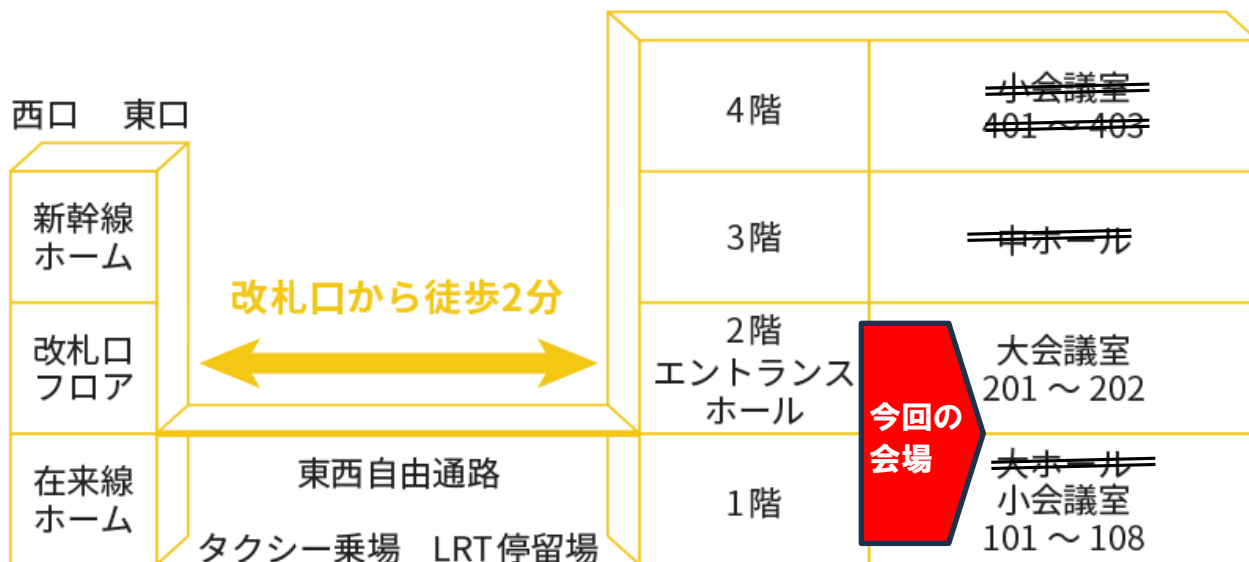 西口 東口
新幹線
ホーム
改札口
フロア
在来線
ホーム
改札口から徒歩2分
東西自由通路
タクシー乗場 LRT停留場
4階
小会議室
401～403
3階
中ホール
2階
エントランス
ホール
今回の
会場
大会議室
201～202
1階
大ホール
小会議室
101～108